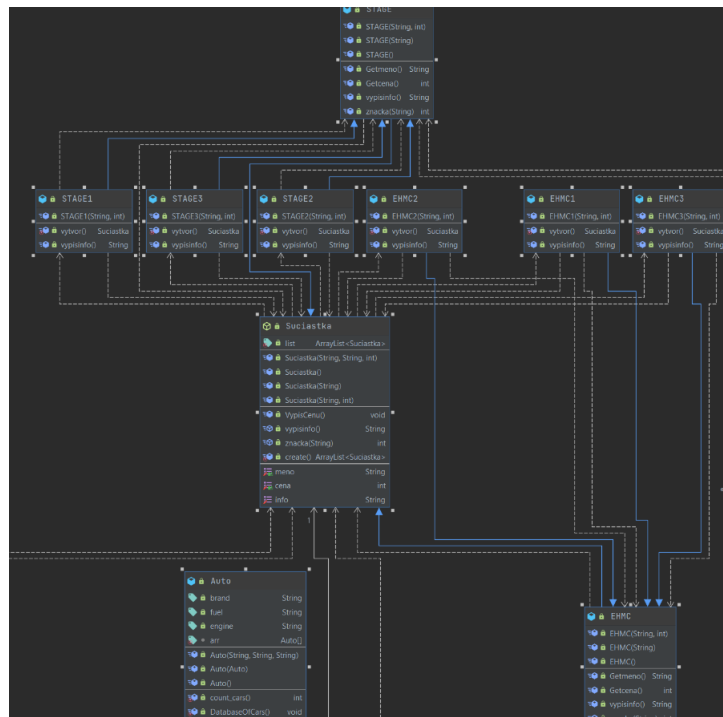 STAGE
STAGE(String, int)
STAGE(String)
STAGE()
Getmeno() String
Getcena() int
vypisinfo() String
znacka(String) int
STAGE1
STAGE1(String, int)
vytvor() Suciastka
vypisinfo() String
STAGE3
STAGE3(String, int)
vytvor() Suciastka
vypisinfo() String
STAGE2
STAGE2(String, int)
vytvor() Suciastka
vypisinfo() String
EHMC2
EHMC2(String, int)
vytvor() Suciastka
vypisinfo() String
EHMC1
EHMC1(String, int)
vytvor() Suciastka
vypisinfo() String
EHMC3
EHMC3(String, int)
vytvor() Suciastka
vypisinfo() String
Suciastka
list ArrayList<Suciastka>
Suciastka(String, String, int)
Suciastka()
Suciastka(String)
Suciastka(String, int)
VypisCenu() void
vypisinfo() String
znacka(String) int
create() ArrayList<Suciastka>
meno String
cena int
info String
1
Auto
brand String
fuel String
engine String
arr Auto[]
Auto(String, String, String)
Auto(Auto)
Auto()
count_cars() int
DatabaseOfCars() void
EHMC
EHMC(String, int)
EHMC(String)
EHMC()
Getmeno() String
Getcena() int
vypisinfo() String